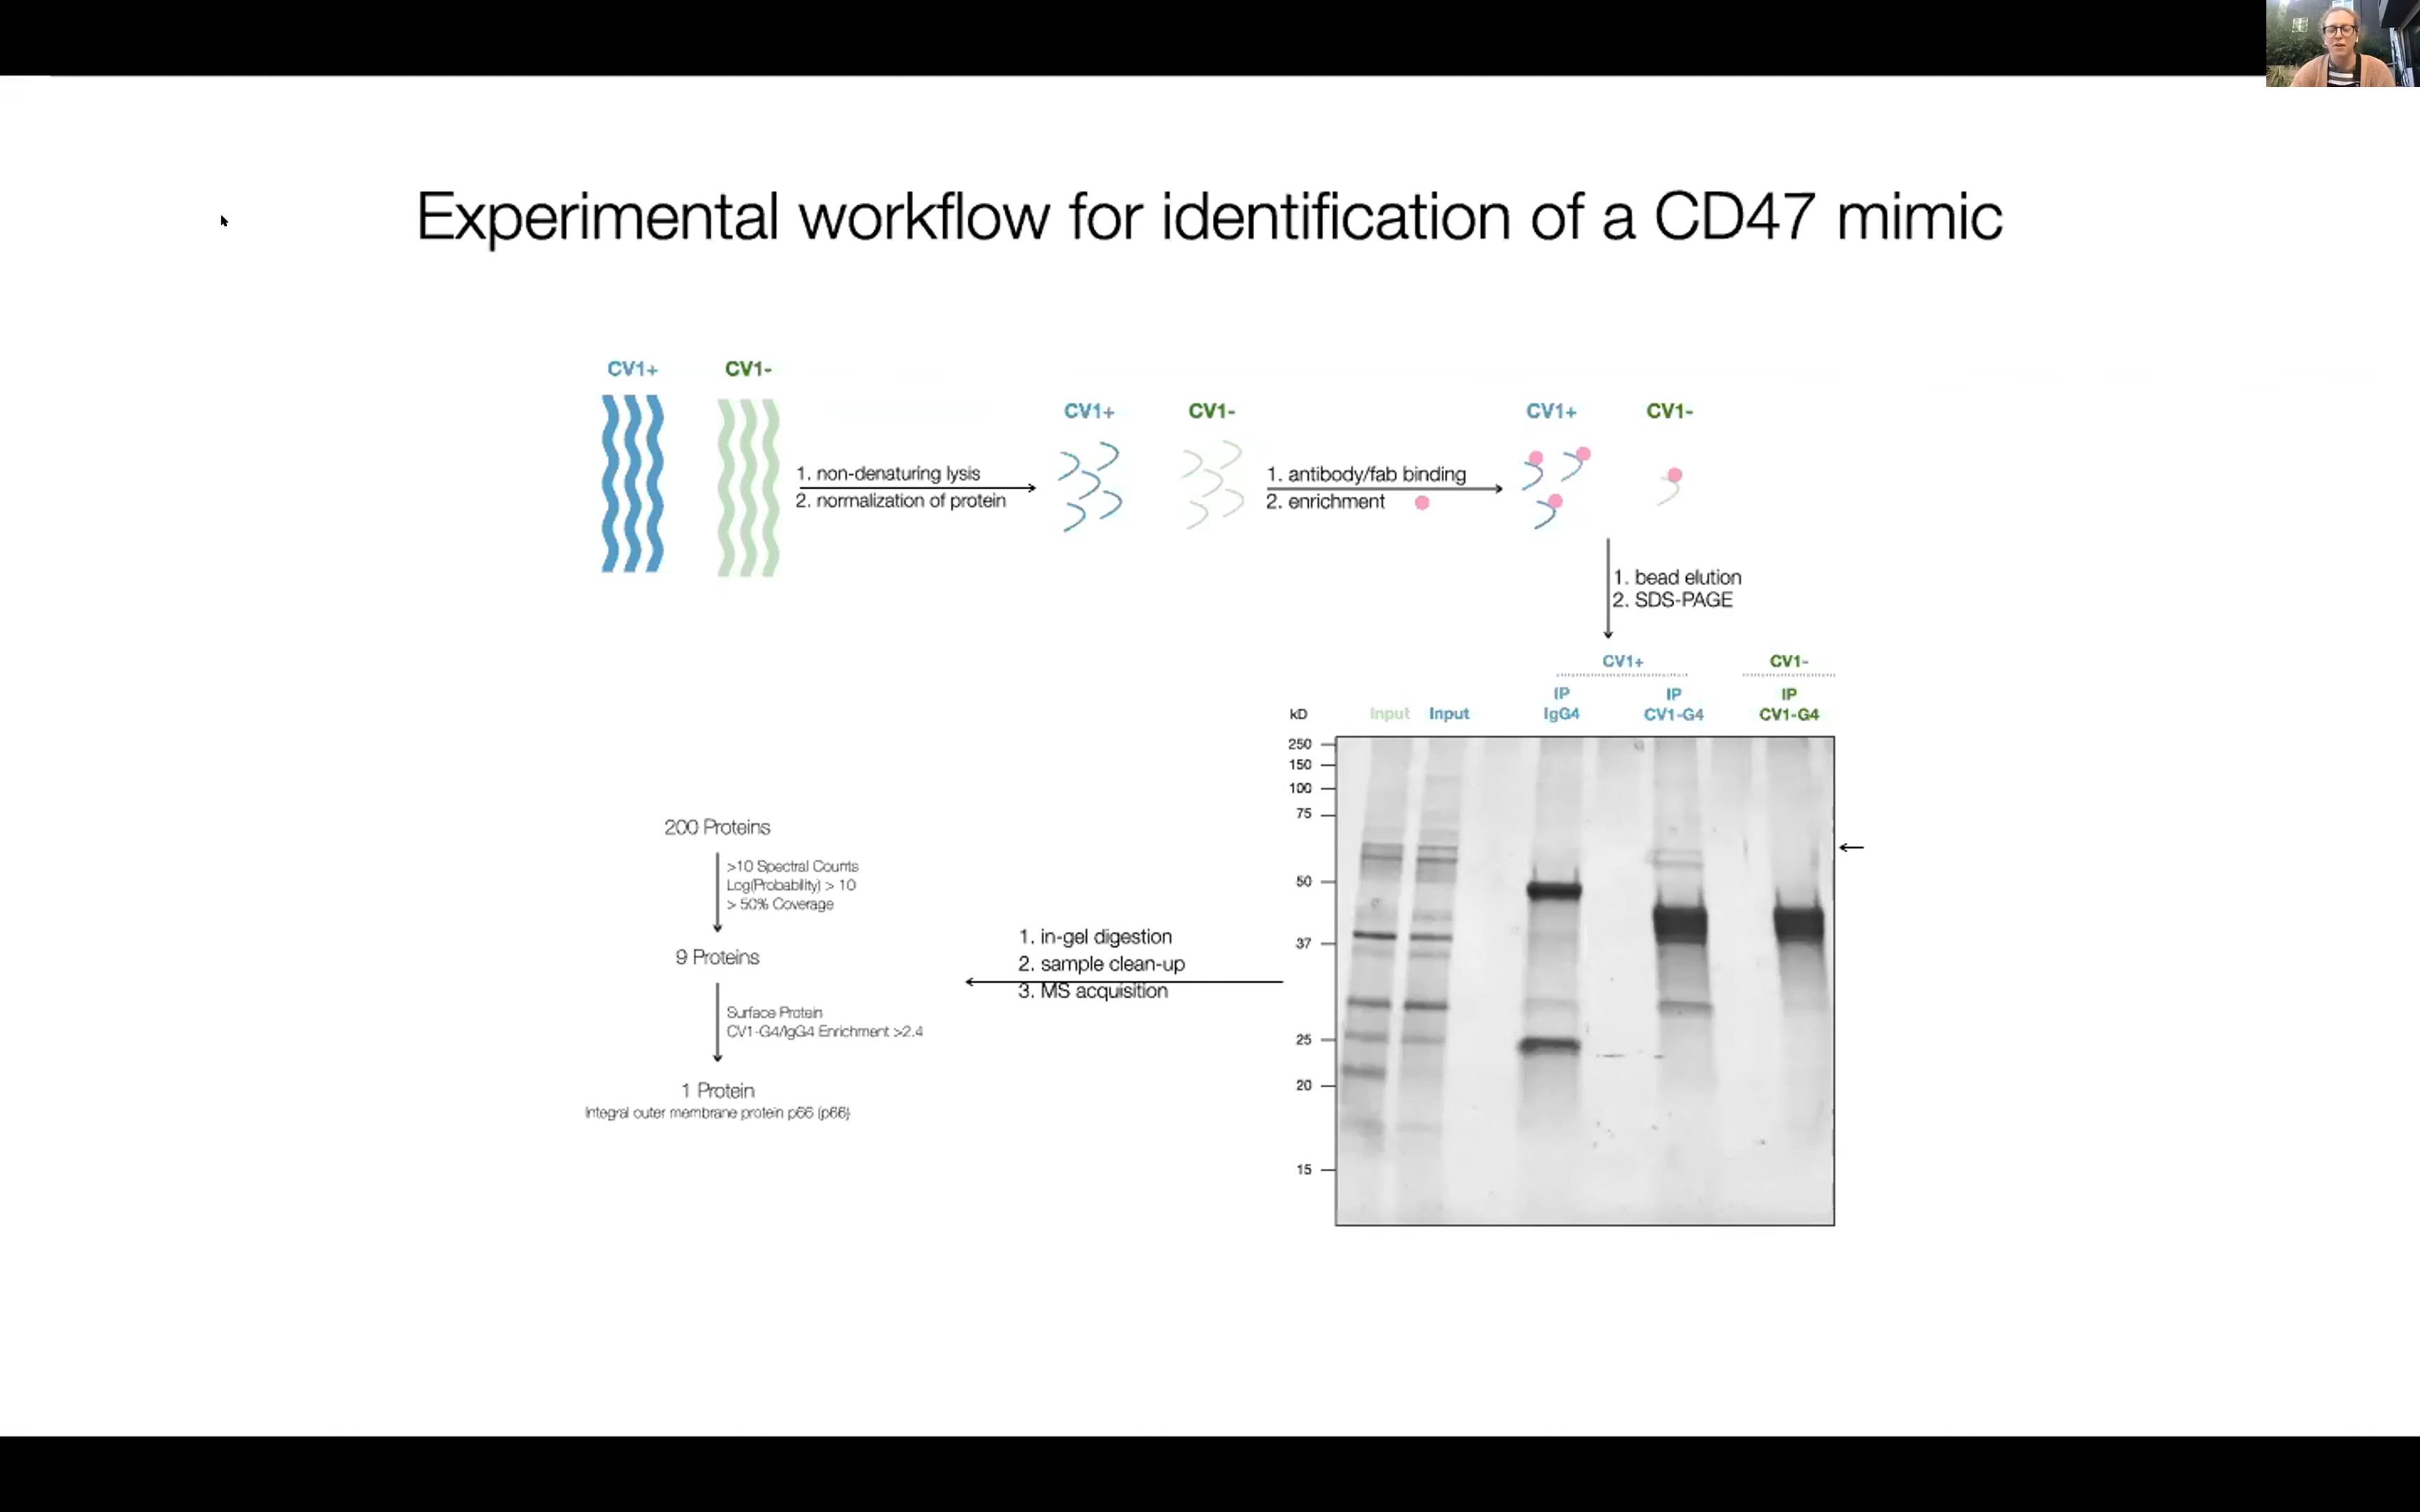 Experimental workflow for identification of a CD47 mimic
CV1+ CV1-
1. non-denaturing lysis
2. normalization of protein
CV1+ CV1-
1. antibody/fab binding
2. enrichment
CV1+ CV1-
1. bead elution
2. SDS-PAGE
CV1+ CV1-
IP IP IP
kD Input Input IgG4 CV1-G4 CV1-G4
250
150
100
75
50
37
25
20
15
1. in-gel digestion
2. sample clean-up
3. MS acquisition
200 Proteins
>10 Spectral Counts
Log(Probability) > 10
> 50% Coverage
9 Proteins
Surface Protein
CV1-G4/IgG4 Enrichment >2.4
1 Protein
Integral outer membrane protein p66 (p66)